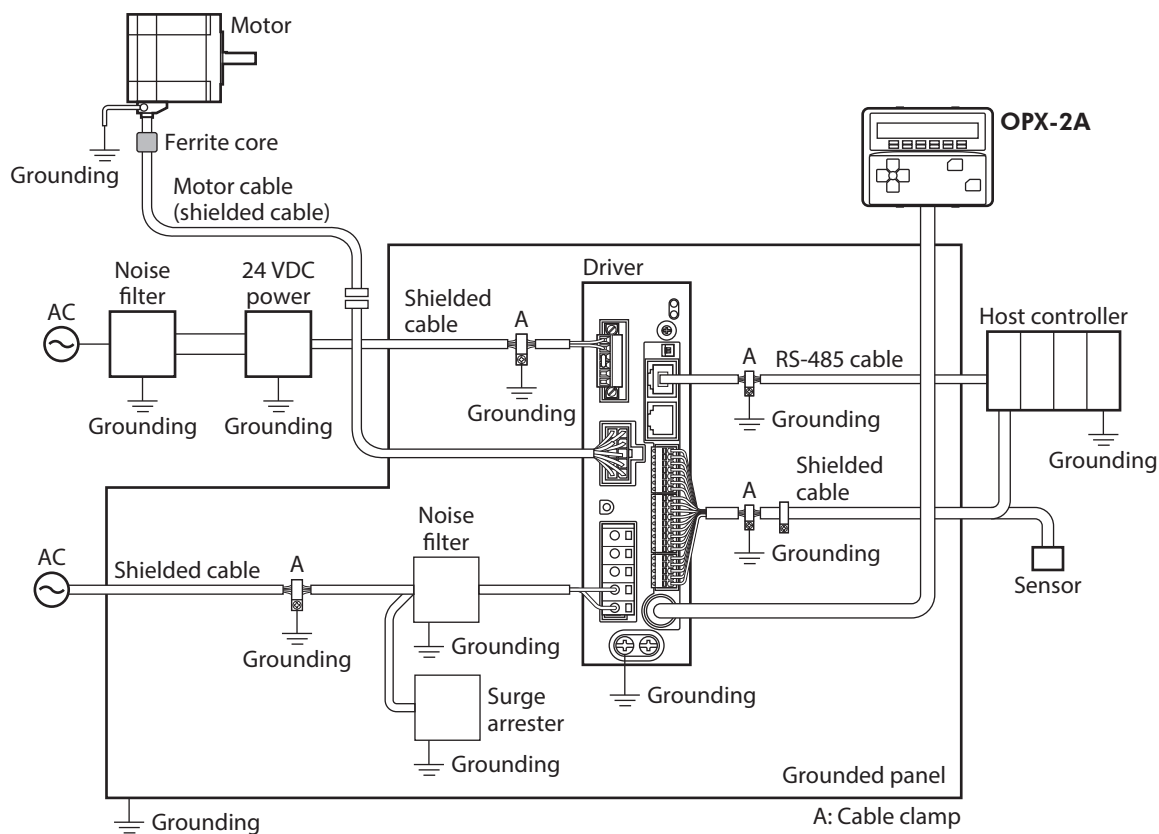 Motor
OPX-2A
Ferrite core
Grounding
Motor cable
(shielded cable)
Driver
Noise
filter
24 VDC
power
AC
Shielded
cable
A
Host controller
A
RS-485 cable
Grounding
Grounding
Grounding
Grounding
Grounding
Shielded
cable
A
Noise
filter
Grounding
AC
Shielded cable
A
Sensor
Grounding
Grounding
Grounding
Surge
arrester
Grounding
Grounded panel
Grounding
A: Cable clamp